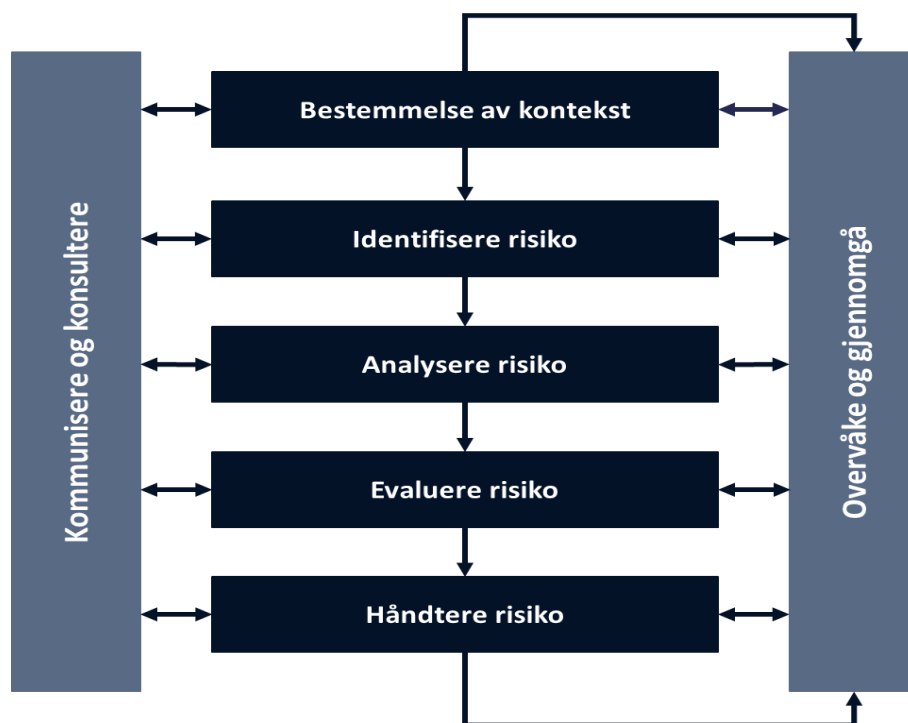 Kommunisere og konsultere
Bestemmelse av kontekst
Identifisere risiko
Analysere risiko
Evaluere risiko
Håndtere risiko
Overvåke og gjennomgå